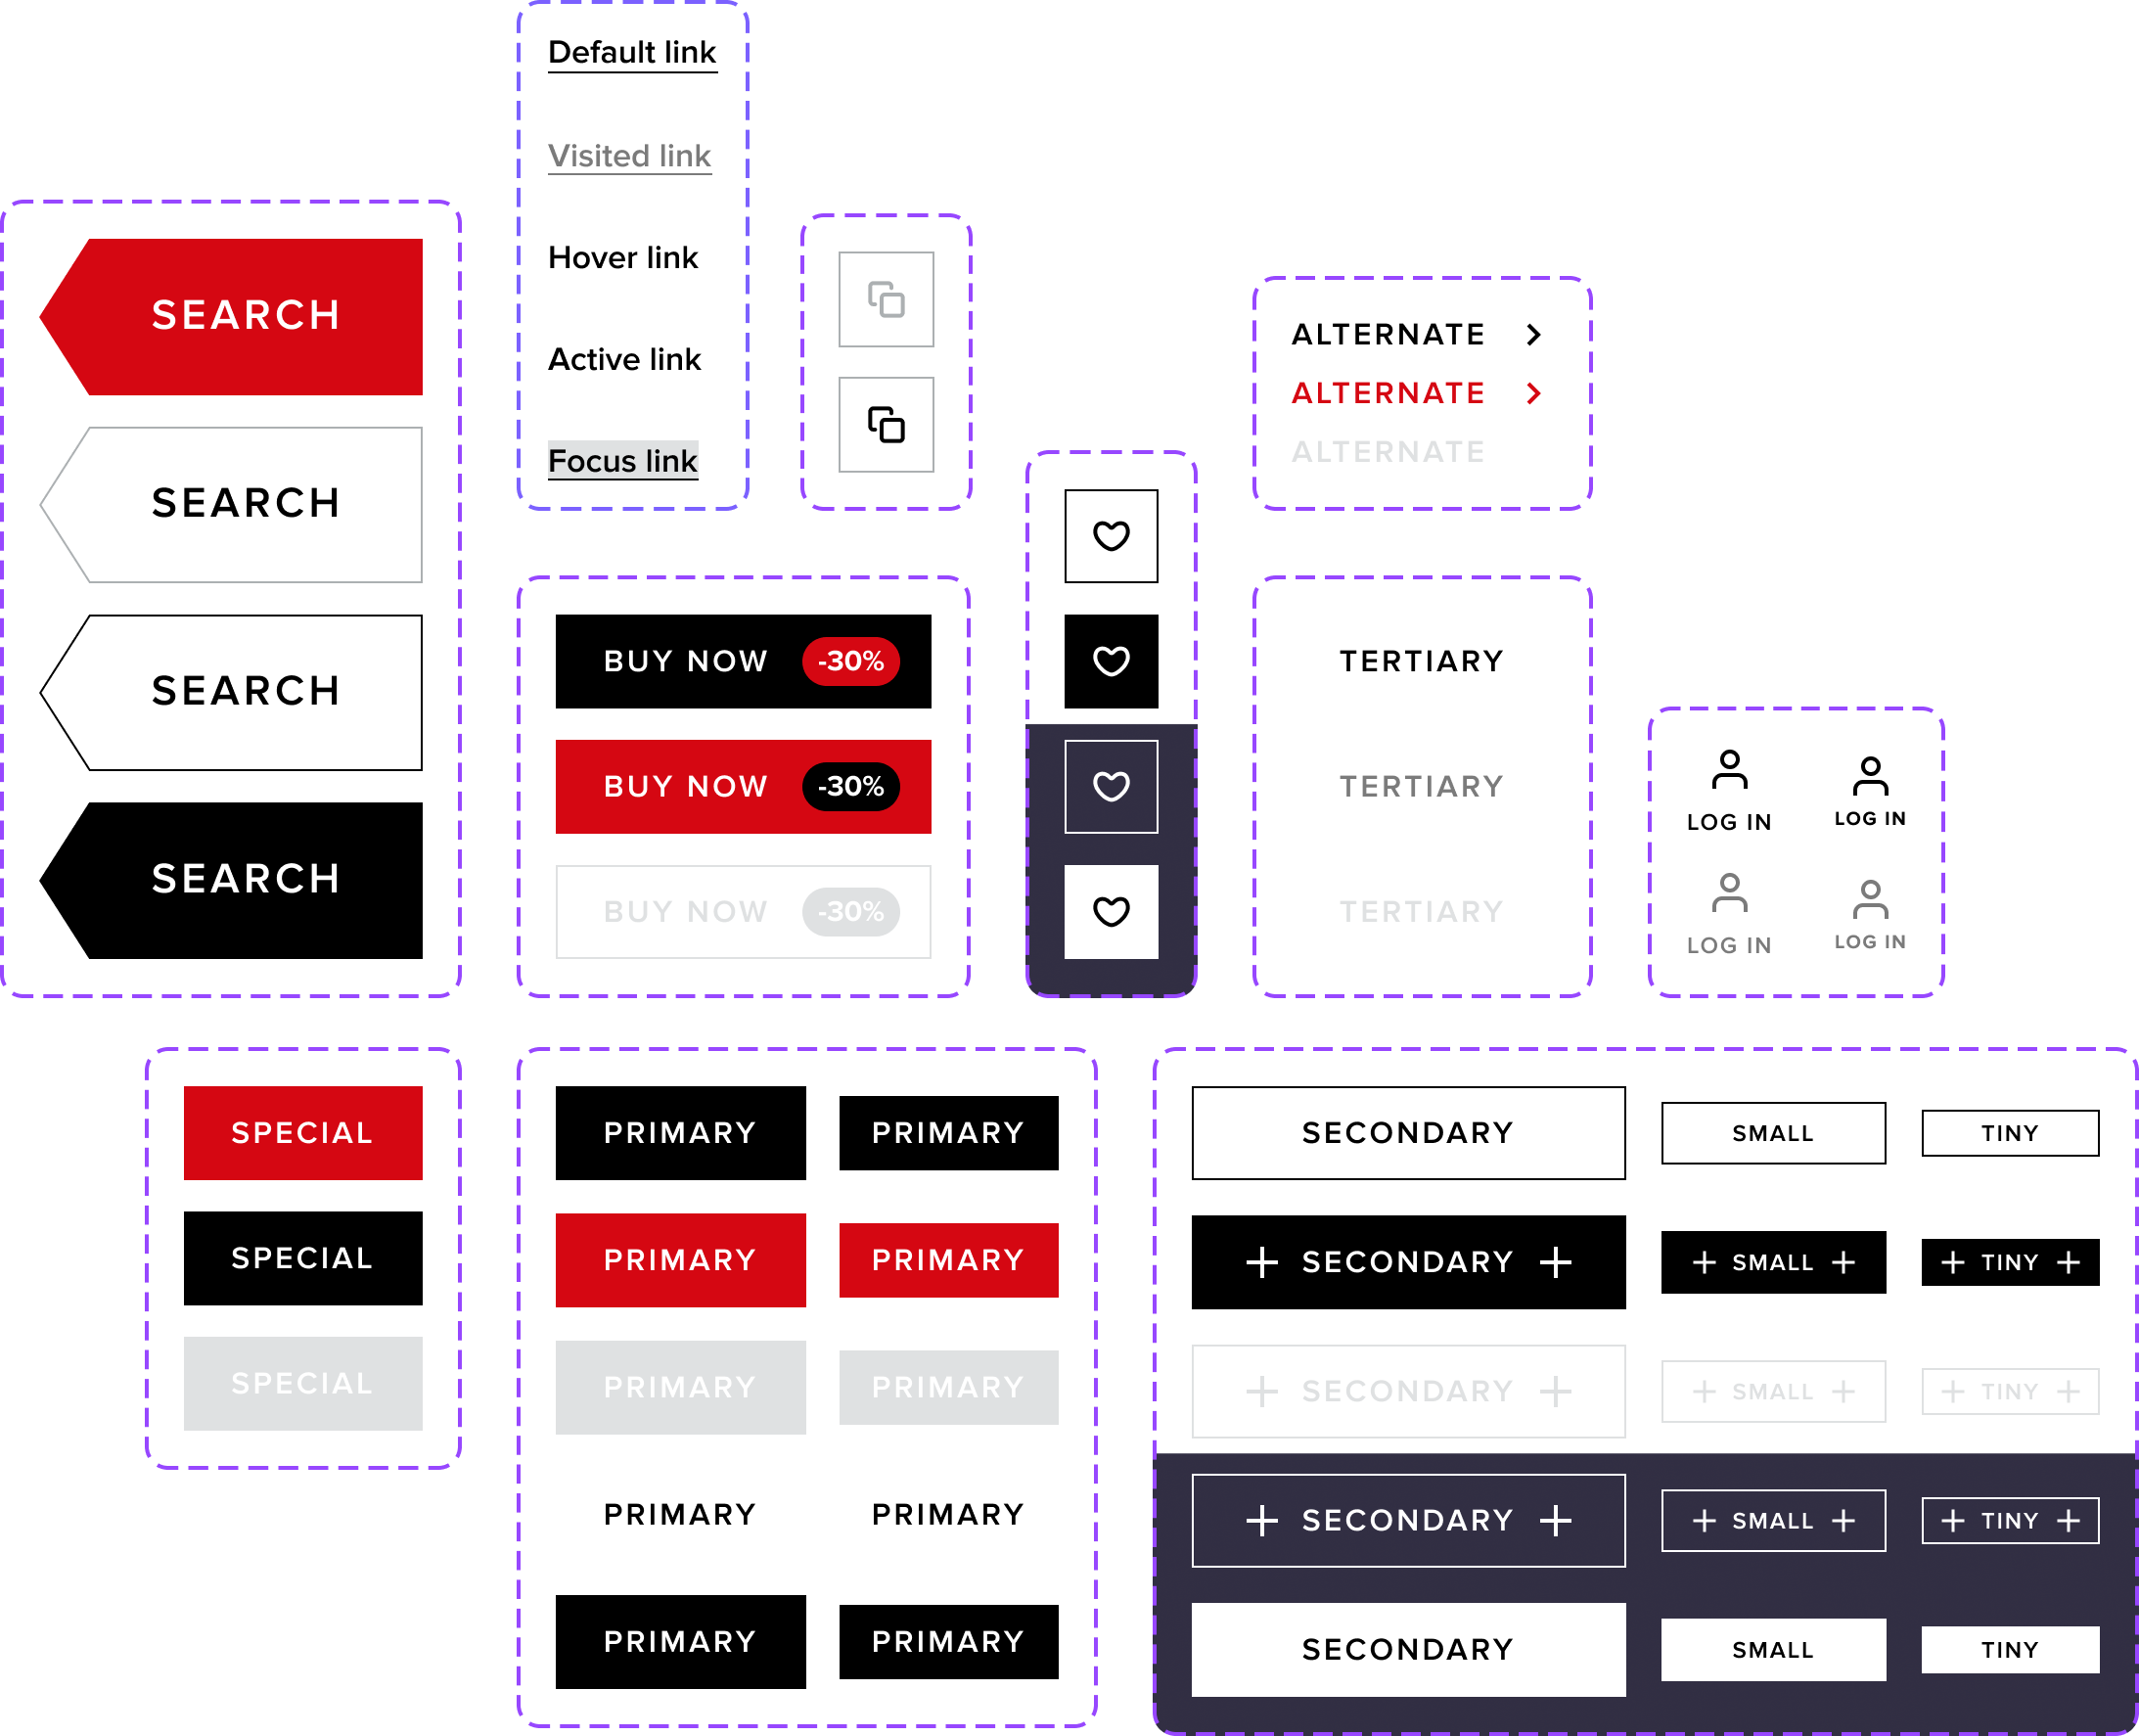 Default link
Visited link
Hover link
Active link
Focus link
SEARCH
SEARCH
SEARCH
SEARCH
ALTERNATE
ALTERNATE
ALTERNATE
BUY NOW -30%
BUY NOW -30%
BUY NOW -30%
TERTIARY
TERTIARY
TERTIARY
LOG IN LOG IN
LOG IN LOG IN
SPECIAL
SPECIAL
SPECIAL
PRIMARY PRIMARY
PRIMARY PRIMARY
PRIMARY PRIMARY
PRIMARY PRIMARY
PRIMARY PRIMARY
SECONDARY SMALL TINY
SECONDARY SMALL TINY
SECONDARY SMALL TINY
SECONDARY SMALL TINY
SECONDARY SMALL TINY